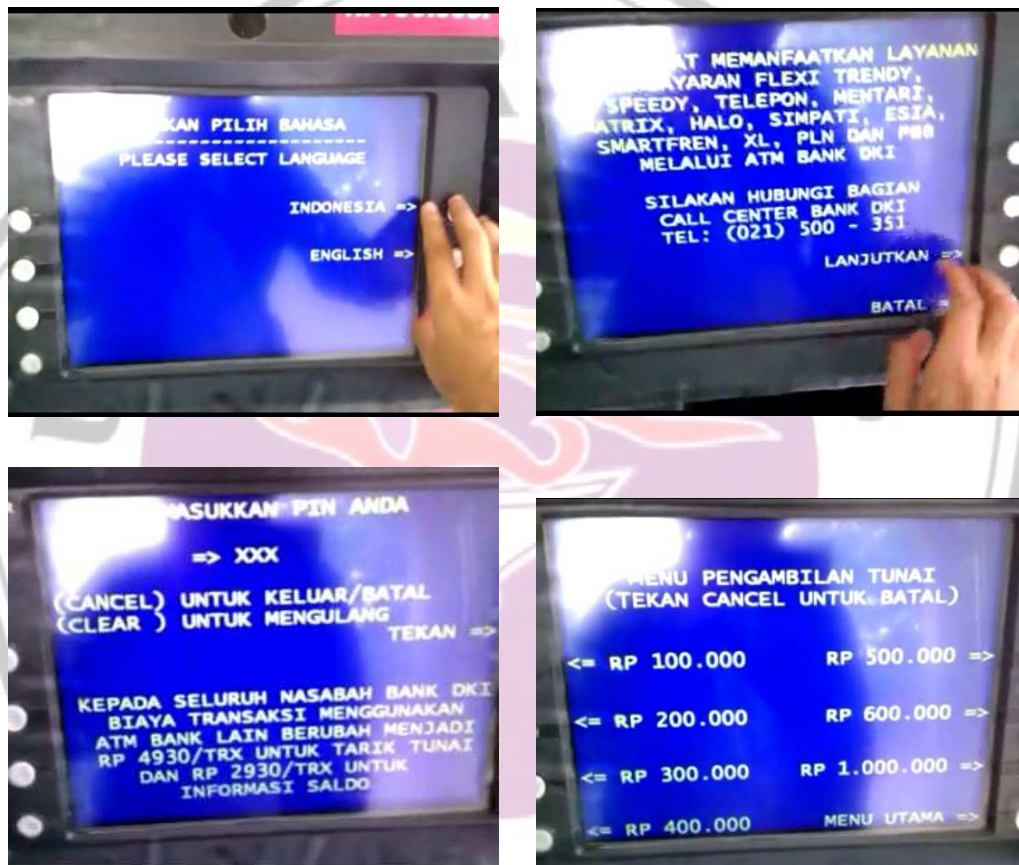 KAN PILIH BAHASA
PLEASE SELECT LANGUAGE
INDONESIA =>
ENGLISH =>
AT MEMANFAATKAN LAYANAN
YARAN FLEXI TRENDY,
SPEEDY, TELEPON, MENTARI,
ATRIX, HALO, SIMPATI, ESIA,
SMARTFREN, XL, PLN DAN PBB
MELALUI ATM BANK DKI
SILAKAN HUBUNGI BAGIAN
CALL CENTER BANK DKI
TEL: (021) 500 - 351
LANJUTKAN =>
BATAL =
ASUKKAN PIN ANDA
=> XXX
(CANCEL) UNTUK KELUAR/BATAL
(CLEAR ) UNTUK MENGULANG
TEKAN =>
KEPADA SELURUH NASABAH BANK DKI
BIAYA TRANSAKSI MENGGUNAKAN
ATM BANK LAIN BERUBAH MENJADI
RP 4930/TRX UNTUK TARIK TUNAI
DAN RP 2930/TRX UNTUK
INFORMASI SALDO
MENU PENGAMBILAN TUNAI
(TEKAN CANCEL UNTUK BATAL)
<= RP 100.000 RP 500.000 =>
<= RP 200.000 RP 600.000 =>
<= RP 300.000 RP 1.000.000 =>
<= RP 400.000 MENU UTAMA =>